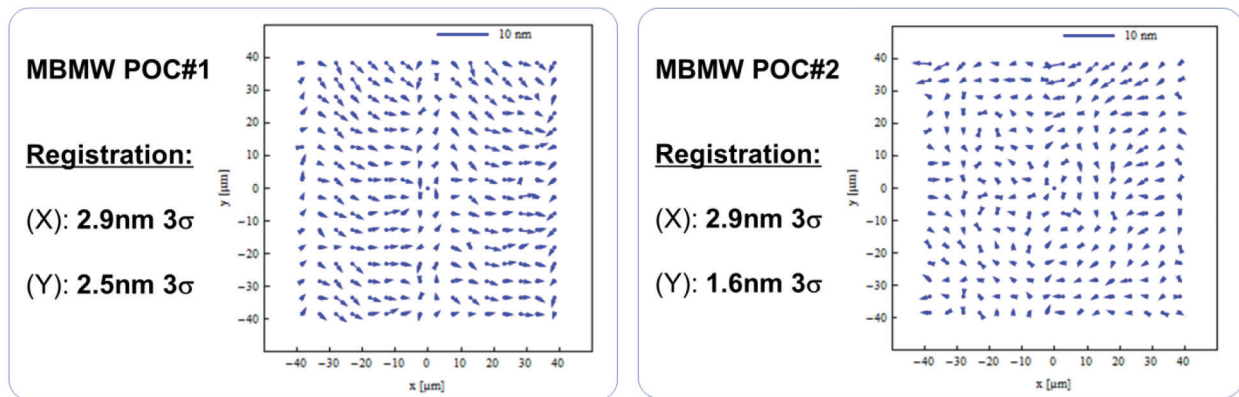 MBMW POC#1
Registration:
(X): 2.9nm 3σ
(Y): 2.5nm 3σ
10 nm
40
30
20
10
0
−10
−20
−30
−40
y [µm]
−40 −30 −20 −10 0 10 20 30 40
x [µm]
MBMW POC#2
Registration:
(X): 2.9nm 3σ
(Y): 1.6nm 3σ
10 nm
40
30
20
10
0
−10
−20
−30
−40
y [µm]
−40 −30 −20 −10 0 10 20 30 40
x [µm]